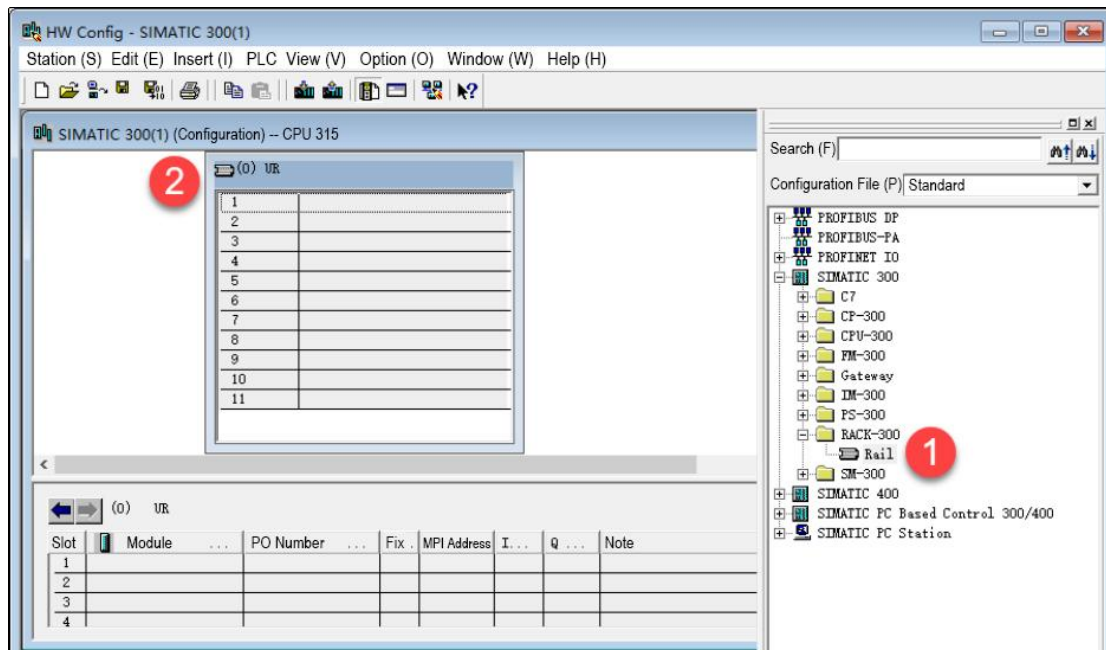 HW Config - SIMATIC 300(1)
Station (S) Edit (E) Insert (I) PLC View (V) Option (O) Window (W) Help (H)
SIMATIC 300(1) (Configuration) -- CPU 315
2
(0) UR
1
2
3
4
5
6
7
8
9
10
11
Search (F)
Configuration File (P) Standard
PROFIBUS DP
PROFIBUS-PA
PROFINET IO
SIMATIC 300
C7
CP-300
CPU-300
FM-300
Gateway
IM-300
PS-300
RACK-300
Rail
1
SM-300
SIMATIC 400
SIMATIC PC Based Control 300/400
SIMATIC PC Station
(0) UR
Slot Module ... PO Number ... Fix . MPI Address I... Q ... Note
1
2
3
4